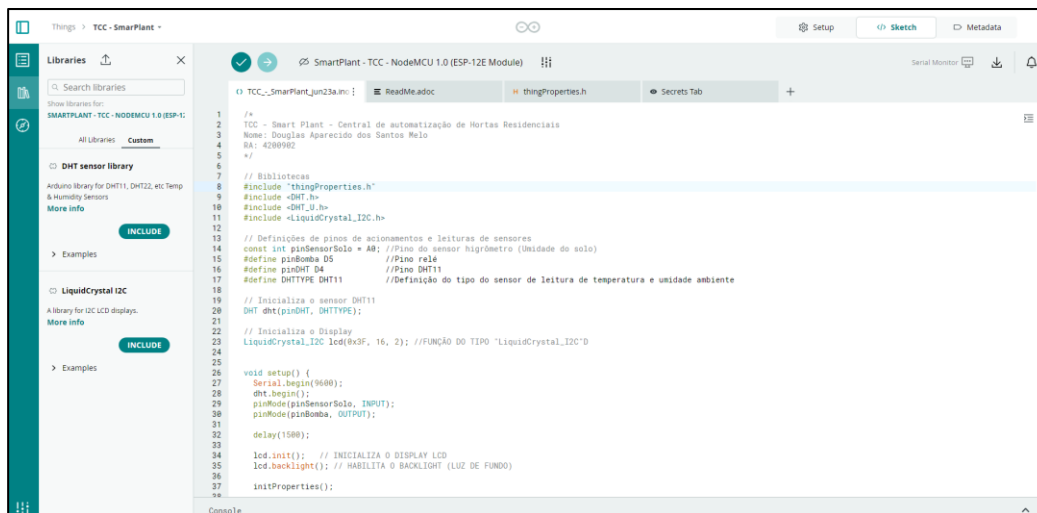 Things > TCC - SmarPlant
Setup
</> Sketch
Metadata
Libraries
SmartPlant - TCC - NodeMCU 1.0 (ESP-12E Module)
Serial Monitor
Search libraries
Show libraries for:
SMARTPLANT - TCC - NODEMCU 1.0 (ESP-12
All Libraries Custom
DHT sensor library
Arduino library for DHT11, DHT22, etc Temp
& Humidity Sensors
More info
INCLUDE
> Examples
LiquidCrystal I2C
A library for I2C LCD displays.
More info
INCLUDE
> Examples
TCC_-_SmarPlant_jun23a.ino
ReadMe.adoc
thingProperties.h
Secrets Tab
+
1 /*
2 TCC - Smart Plant - Central de automatização de Hortas Residenciais
3 Nome: Douglas Aparecido dos Santos Melo
4 RA: 4200902
5 */
6
7 // Bibliotecas
8 #include "thingProperties.h"
9 #include <DHT.h>
10 #include <DHT_U.h>
11 #include <LiquidCrystal_I2C.h>
12
13 // Definições de pinos de acionamentos e leituras de sensores
14 const int pinSensorSolo = A0; //Pino do sensor higrômetro (Umidade do solo)
15 #define pinBomba D5 //Pino relé
16 #define pinDHT D4 //Pino DHT11
17 #define DHTTYPE DHT11 //Definição do tipo do sensor de leitura de temperatura e umidade ambiente
18
19 // Inicializa o sensor DHT11
20 DHT dht(pinDHT, DHTTYPE);
21
22 // Inicializa o Display
23 LiquidCrystal_I2C lcd(0x3F, 16, 2); //FUNÇÃO DO TIPO "LiquidCrystal_I2C"D
24
25
26 void setup() {
27 Serial.begin(9600);
28 dht.begin();
29 pinMode(pinSensorSolo, INPUT);
30 pinMode(pinBomba, OUTPUT);
31
32 delay(1500);
33
34 lcd.init(); // INICIALIZA O DISPLAY LCD
35 lcd.backlight(); // HABILITA O BACKLIGHT (LUZ DE FUNDO)
36
37 initProperties();
38
Console